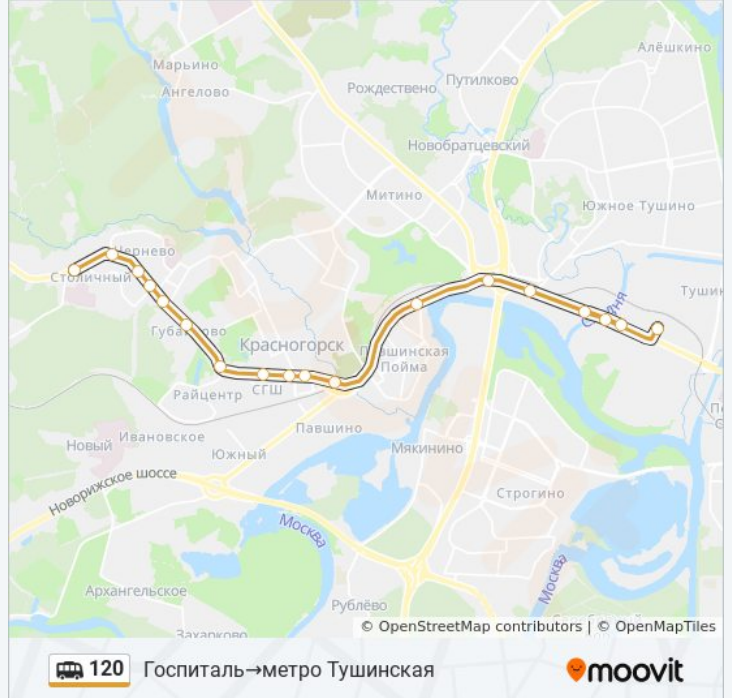 Алёшкино
Марьино
Ангелово
Рождествено
Путилково
Новобратцевский
Митино
Южное Тушино
Чернево
Столичный
Губайлово
Красногорск
Павшинская
Пойма
Райцентр
СГШ
Павшино
Новый
Ивановское
Южный
Мякинино
Новорижское шоссе
Строгино
Москва
Москва
Архангельское
Рублёво
Захарково
© OpenStreetMap contributors | © OpenMapTiles
120 Госпиталь→метро Тушинская
moovit